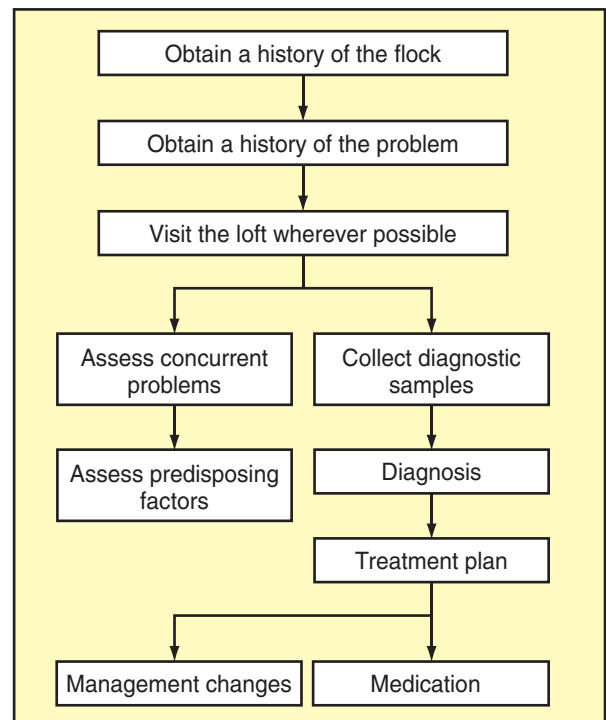 Obtain a history of the flock
Obtain a history of the problem
Visit the loft wherever possible
Assess concurrent
problems
Collect diagnostic
samples
Assess predisposing
factors
Diagnosis
Treatment plan
Management changes
Medication